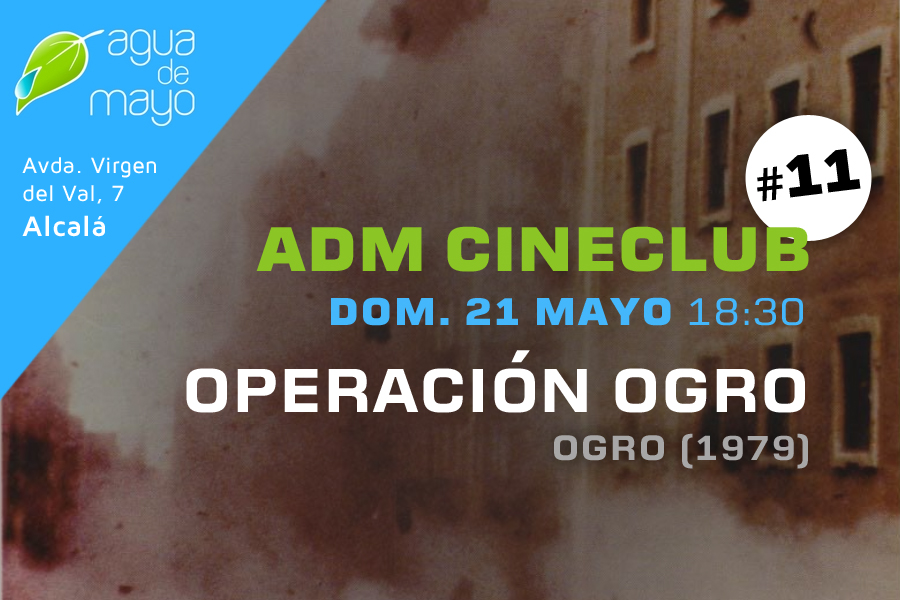 agua
de
mayo
Avda. Virgen
del Val, 7
Alcalá
#11
ADM CINECLUB
DOM. 21 MAYO 18:30
OPERACIÓN OGRO
OGRO (1979)